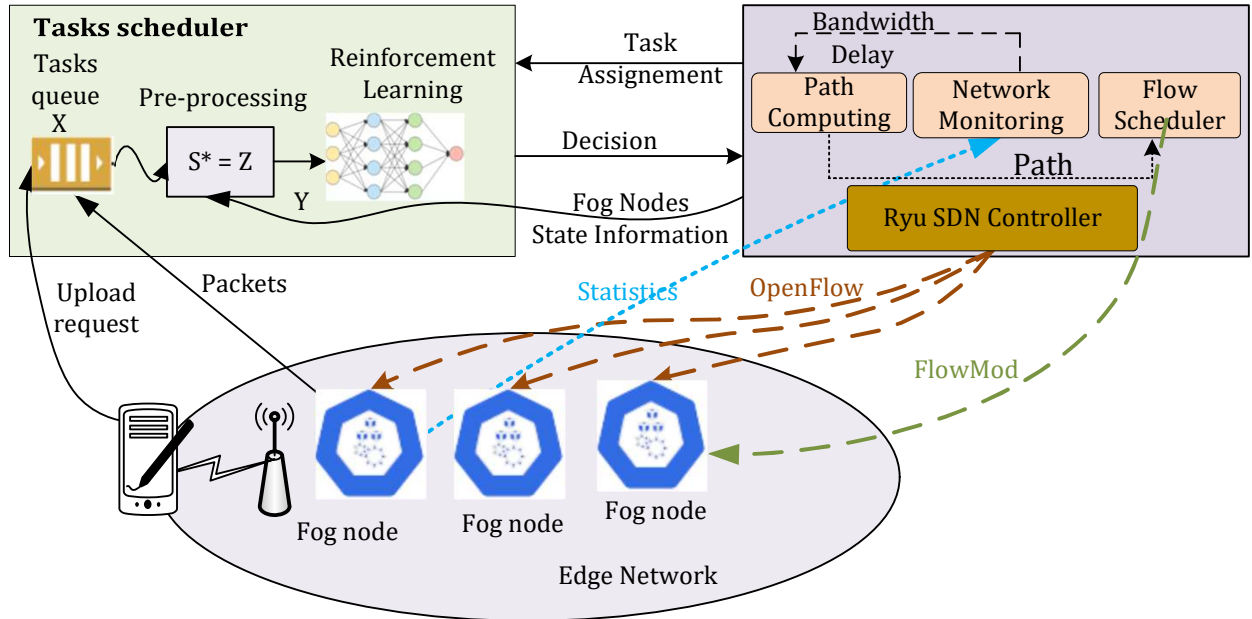 Tasks scheduler
Tasks
queue
X
Pre-processing
S* = Z
Reinforcement
Learning
Y
Task
Assignement
Decision
Fog Nodes
State Information
Bandwidth
Delay
Path
Computing
Network
Monitoring
Flow
Scheduler
Path
Ryu SDN Controller
Upload
request
Packets
Statistics
OpenFlow
FlowMod
Fog node
Fog node
Fog node
Edge Network